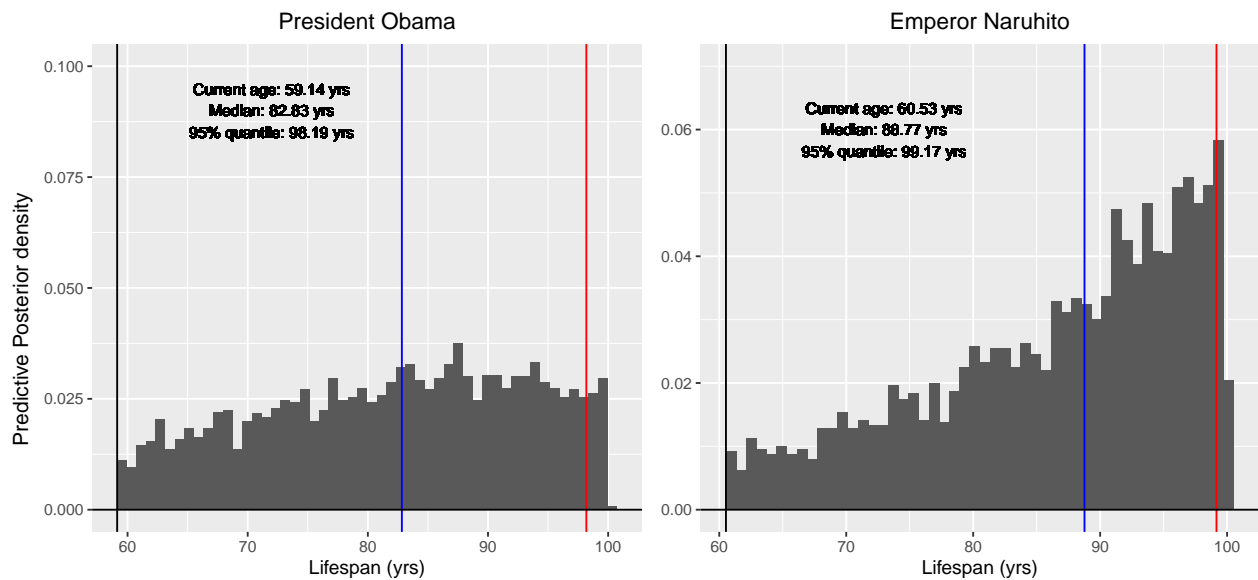 President Obama
Current age: 59.14 yrs
Median: 82.83 yrs
95% quantile: 98.19 yrs
Predictive Posterior density
0.100
0.075
0.050
0.025
0.000
60 70 80 90 100
Lifespan (yrs)
Emperor Naruhito
Current age: 60.53 yrs
Median: 88.77 yrs
95% quantile: 99.17 yrs
0.06
0.04
0.02
0.00
60 70 80 90 100
Lifespan (yrs)